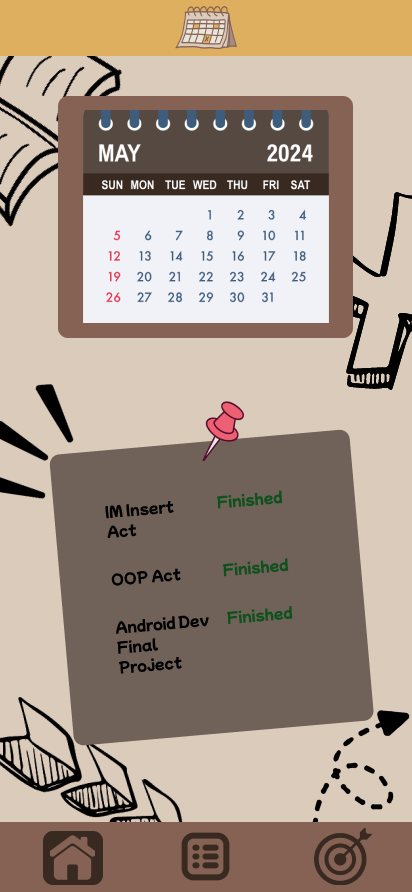 MAY 2024
SUN MON TUE WED THU FRI SAT
1 2 3 4
5 6 7 8 9 10 11
12 13 14 15 16 17 18
19 20 21 22 23 24 25
26 27 28 29 30 31
IM Insert Finished
Act
OOP Act Finished
Android Dev Finished
Final
Project